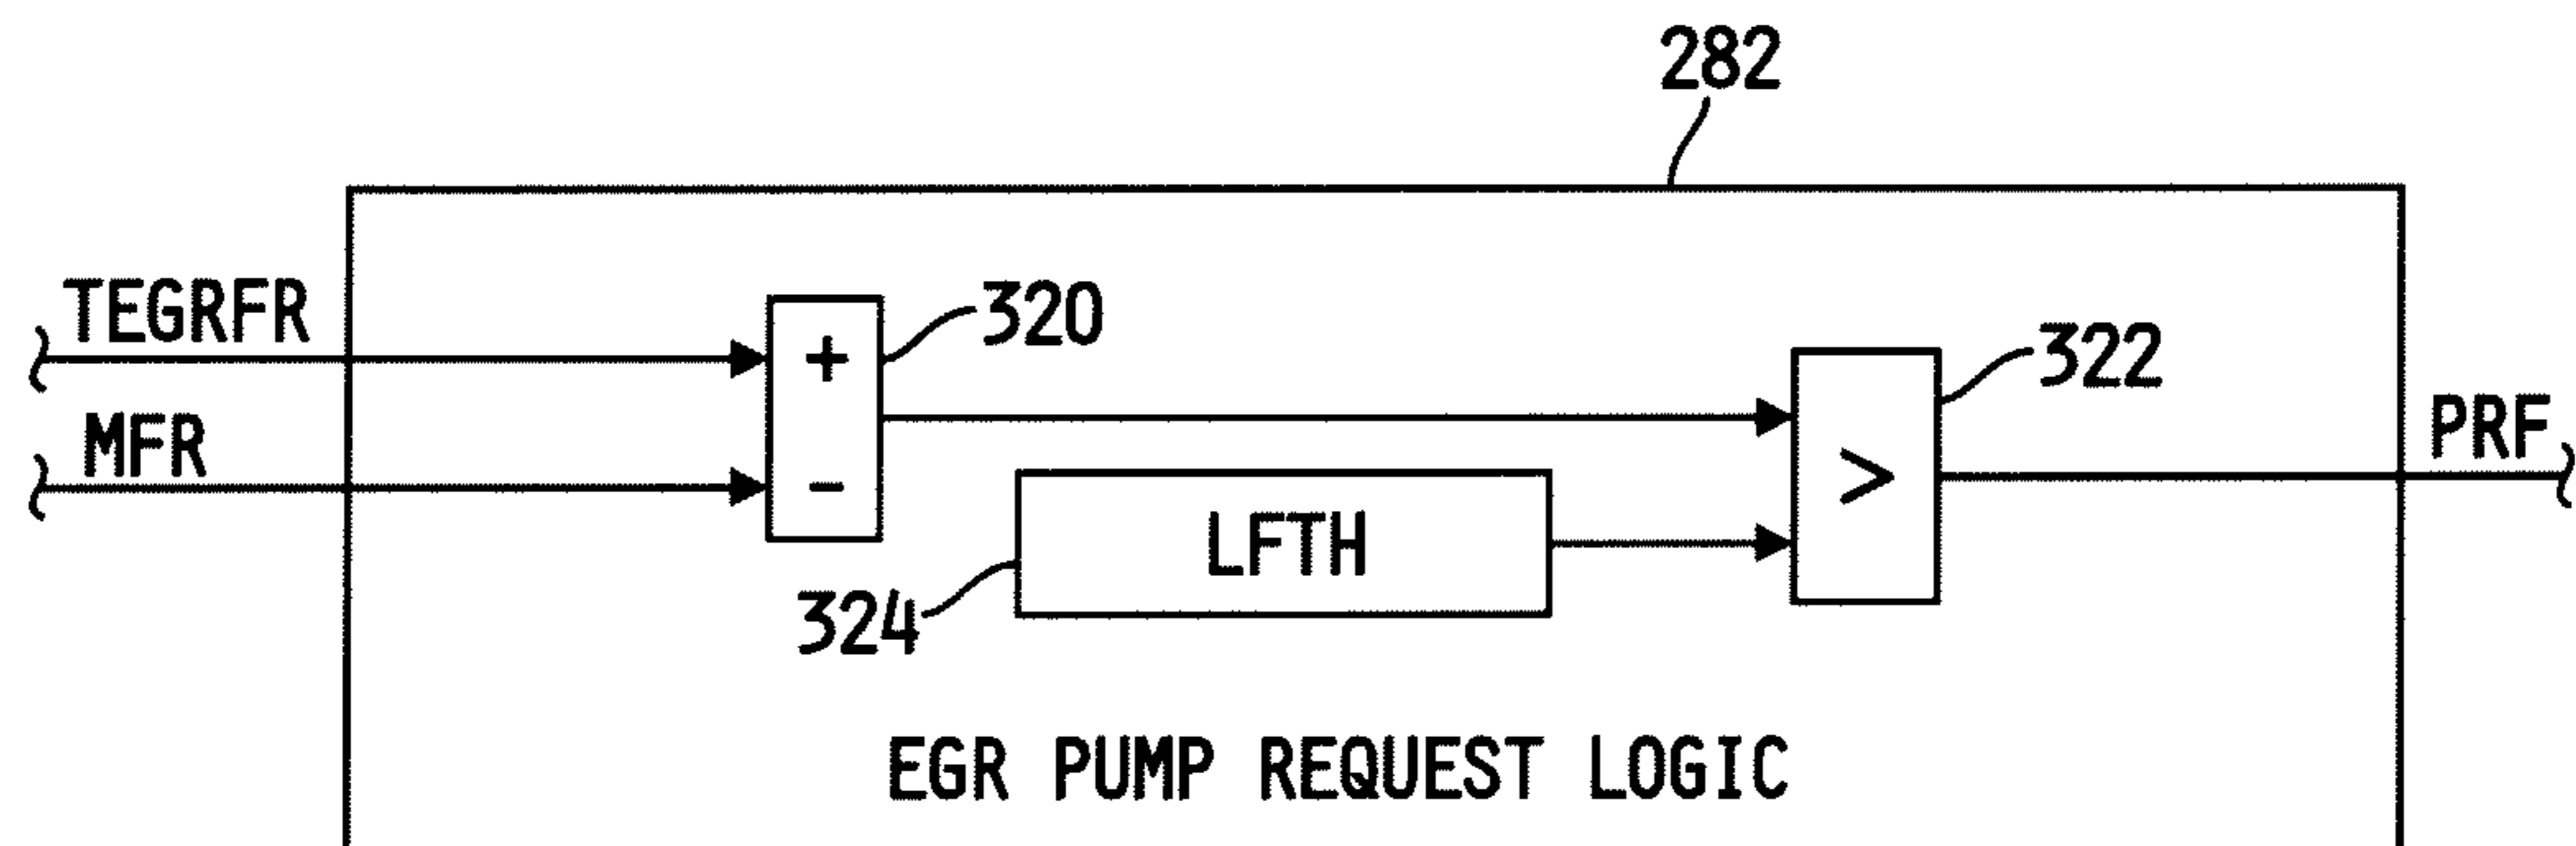 282
TEGRFR
320
+
322
MFR
PRF
-
>
LFTH
324
EGR PUMP REQUEST LOGIC